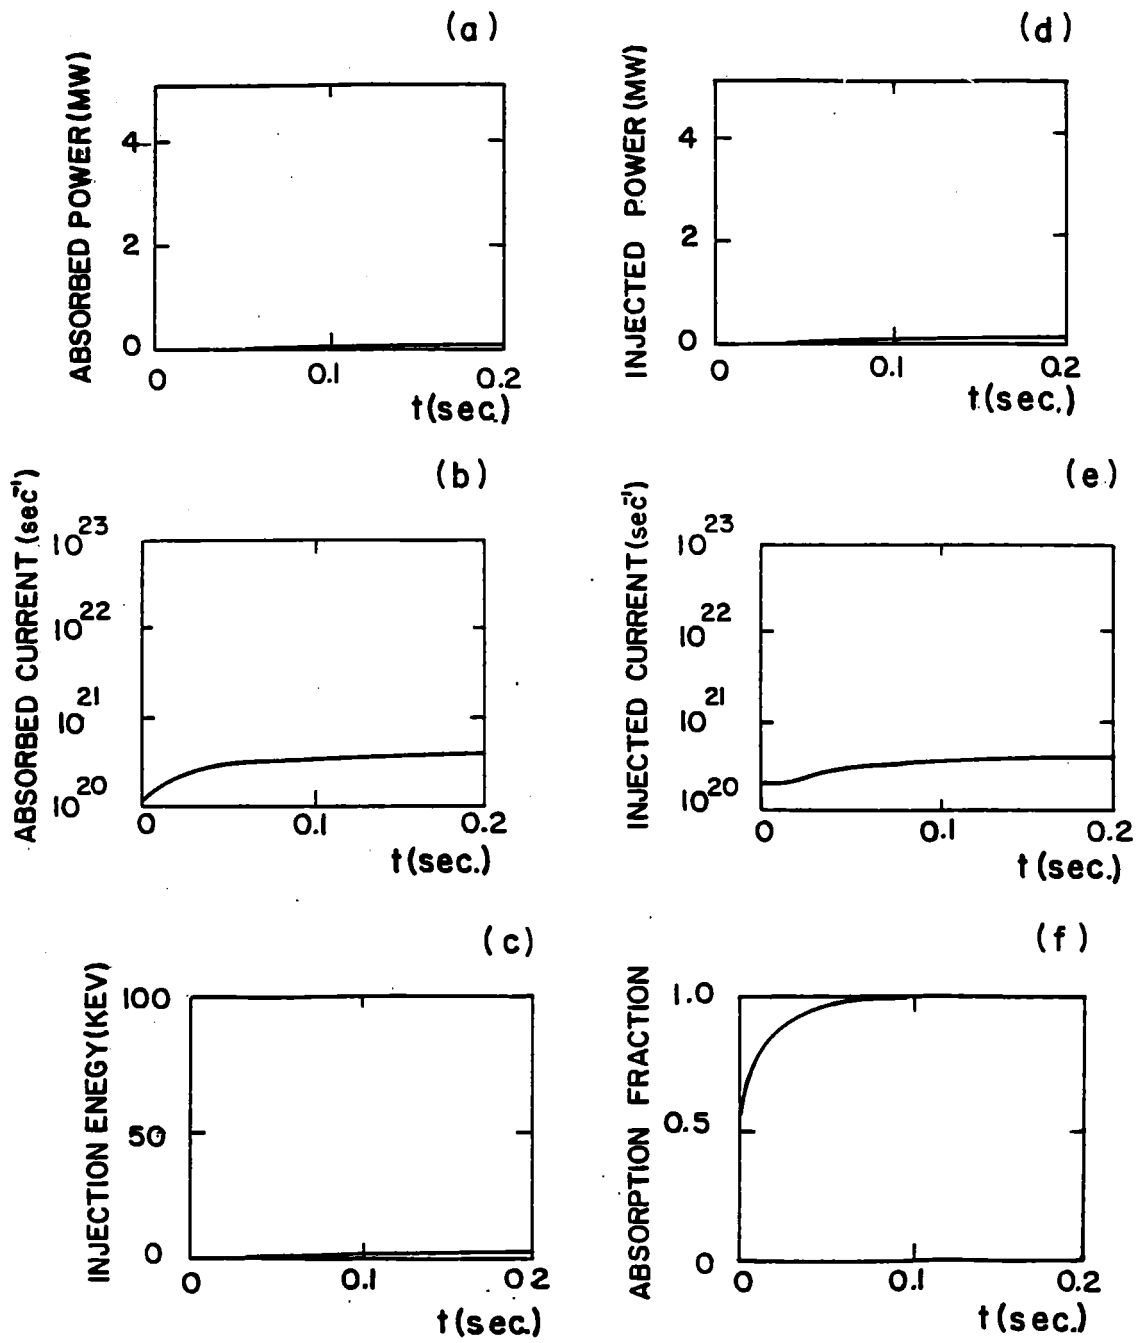 (a)
ABSORBED POWER(MW)
4
2
0
0 0.1 0.2
t(sec.)
(d)
INJECTED POWER(MW)
4
2
0
0 0.1 0.2
t(sec.)
(b)
ABSORBED CURRENT(sec⁻¹)
10²³
10²²
10²¹
10²⁰
0 0.1 0.2
t(sec.)
(e)
INJECTED CURRENT(sec⁻¹)
10²³
10²²
10²¹
10²⁰
0 0.1 0.2
t(sec.)
(c)
INJECTION ENEGY(KEV)
100
50
0
0 0.1 0.2
t(sec.)
(f)
ABSORPTION FRACTION
1.0
0.5
0
0 0.1 0.2
t(sec.)